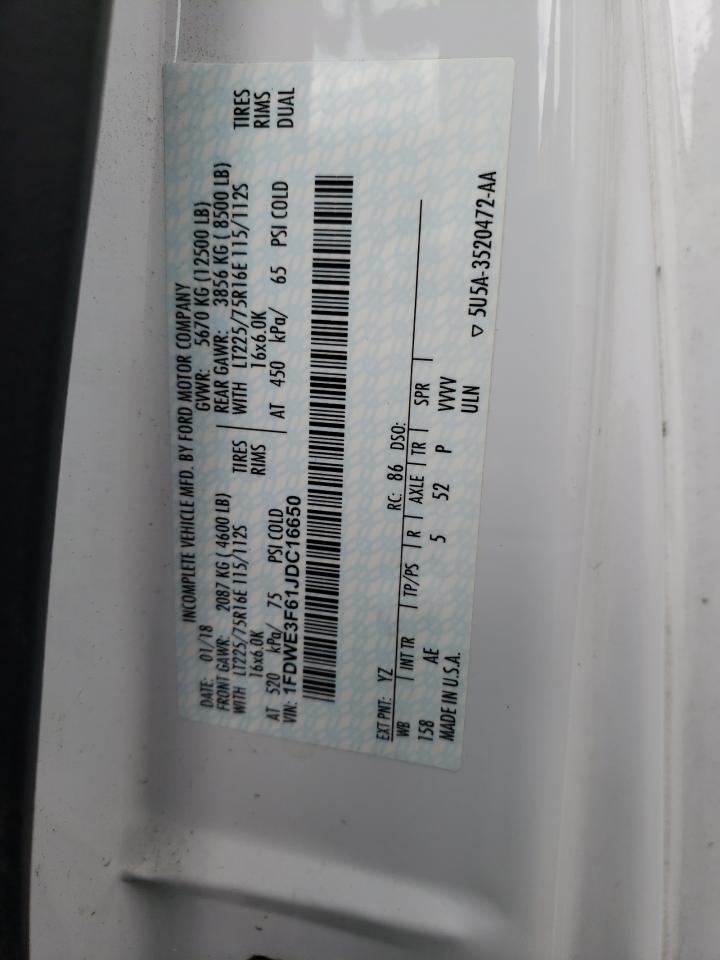 INCOMPLETE VEHICLE MFD. BY FORD MOTOR COMPANY
DATE: 01/18 GVWR: 5670 KG (12500 LB)
FRONT GAWR: 2087 KG ( 4600 LB) REAR GAWR: 3856 KG ( 8500 LB)
WITH LT225/75R16E 115/112S TIRES WITH LT225/75R16E 115/112S TIRES
16x6.0K RIMS 16x6.0K RIMS
AT 520 kPa/ 75 PSI COLD AT 450 kPa/ 65 PSI COLD DUAL
VIN: 1FDWE3F61JDC16650
EXT PNT: YZ RC: 86 DSO:
WB INT TR TP/PS R AXLE TR SPR
158 AE 5 52 P VVVV
MADE IN U.S.A. ULN
▽ 5U5A-3520472-AA